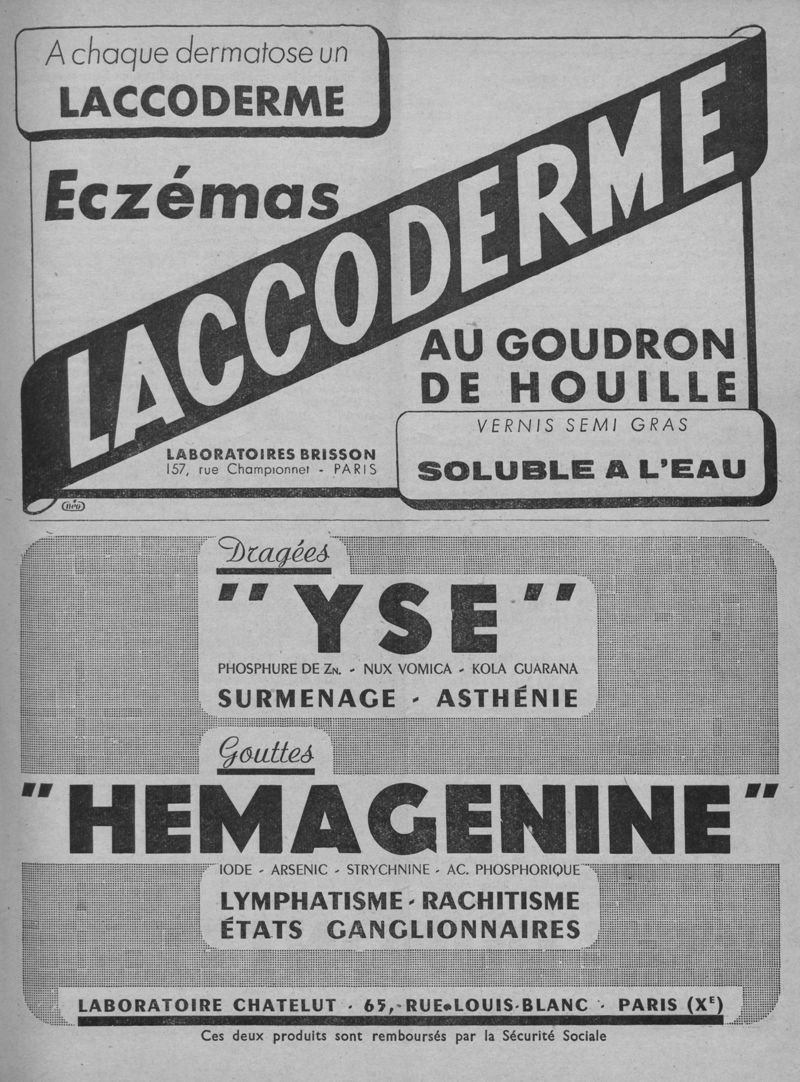 A chaque dermatose un
LACCODERME
Eczémas
LACCODERME
AU GOUDRON
DE HOUILLE
VERNIS SEMI GRAS
SOLUBLE A L'EAU
LABORATOIRES BRISSON
157, rue Championnet - PARIS
néo
Dragées
"YSE"
PHOSPHURE DE ZN. - NUX VOMICA - KOLA GUARANA
SURMENAGE - ASTHÉNIE
Gouttes
"HEMAGENINE"
IODE - ARSENIC - STRYCHNINE - AC. PHOSPHORIQUE
LYMPHATISME - RACHITISME
ÉTATS GANGLIONNAIRES
LABORATOIRE CHATELUT - 65, RUE LOUIS-BLANC - PARIS (XE)
Ces deux produits sont remboursés par la Sécurité Sociale